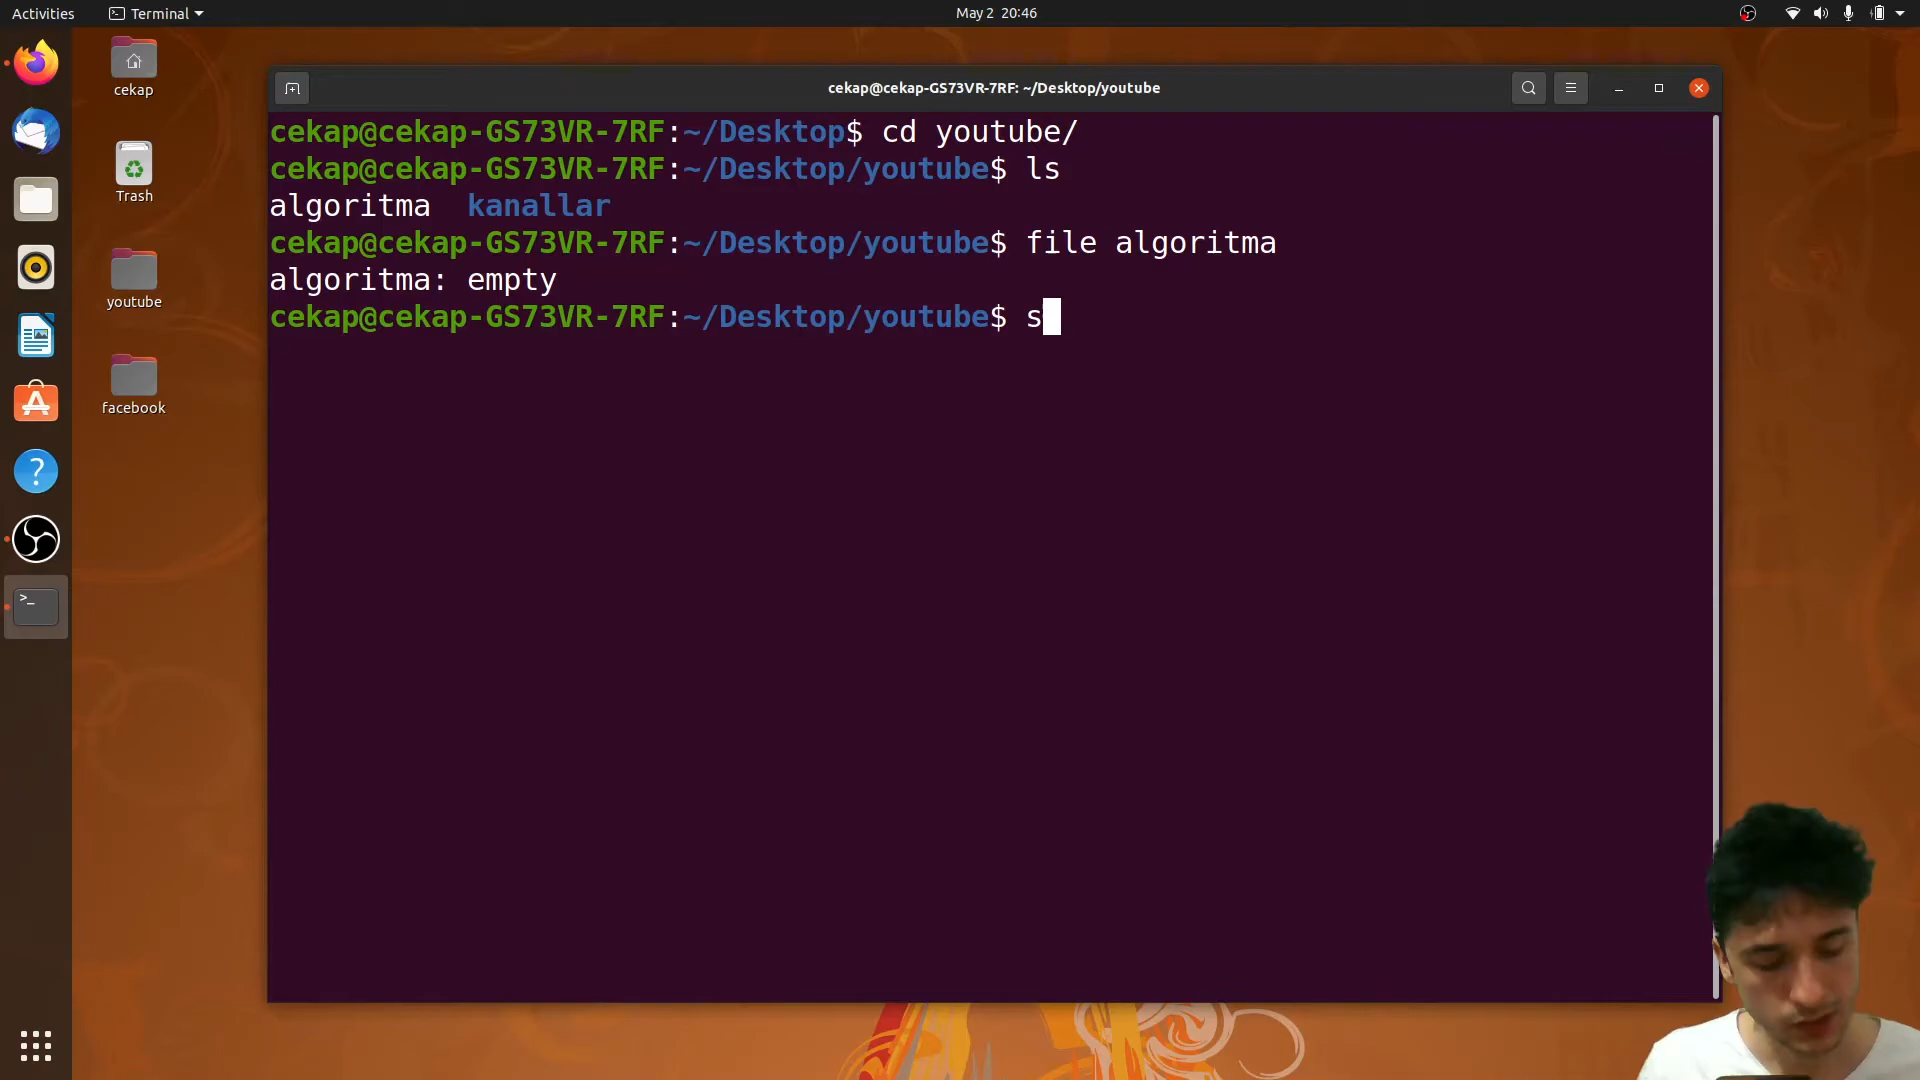 Activities
Terminal
May 2 20:46
cekap
Trash
youtube
facebook
cekap@cekap-GS73VR-7RF: ~/Desktop/youtube
cekap@cekap-GS73VR-7RF:~/Desktop$ cd youtube/
cekap@cekap-GS73VR-7RF:~/Desktop/youtube$ ls
algoritma kanallar
cekap@cekap-GS73VR-7RF:~/Desktop/youtube$ file algoritma
algoritma: empty
cekap@cekap-GS73VR-7RF:~/Desktop/youtube$ s